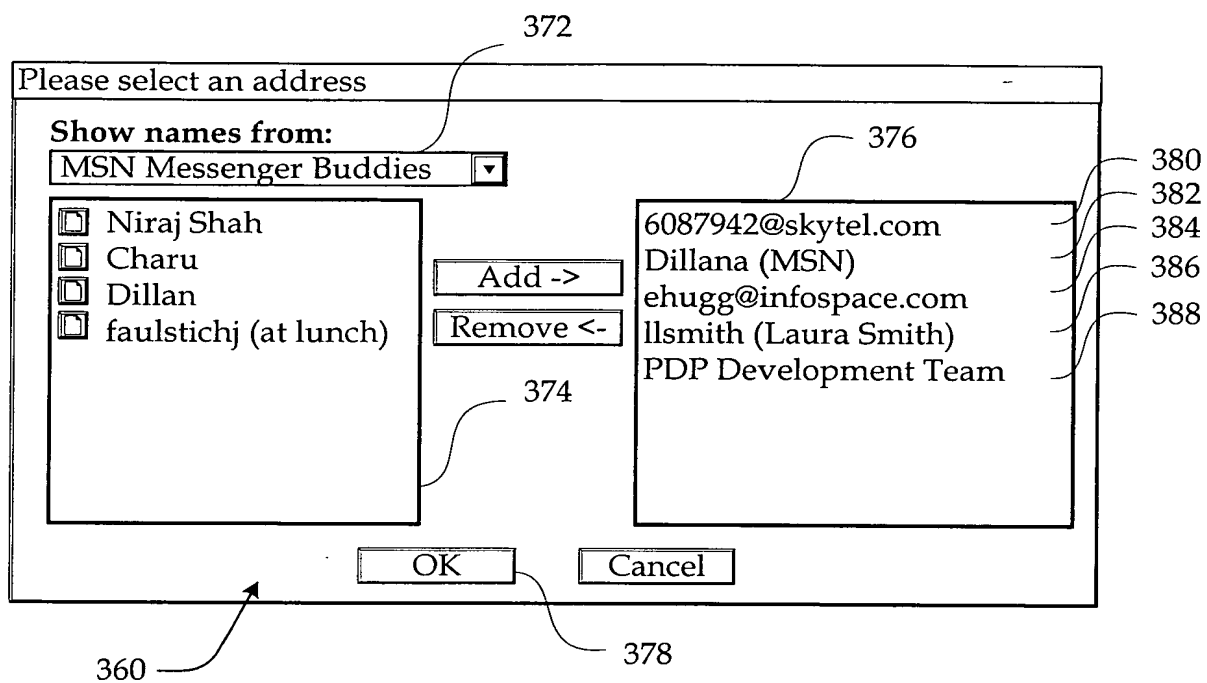 372
Please select an address
Show names from:
MSN Messenger Buddies
376
380
382
384
386
388
Niraj Shah
Charu
Dillan
faulstichj (at lunch)
Add ->
Remove <-
6087942@skytel.com
Dillana (MSN)
ehugg@infospace.com
llsmith (Laura Smith)
PDP Development Team
374
OK
Cancel
360
378